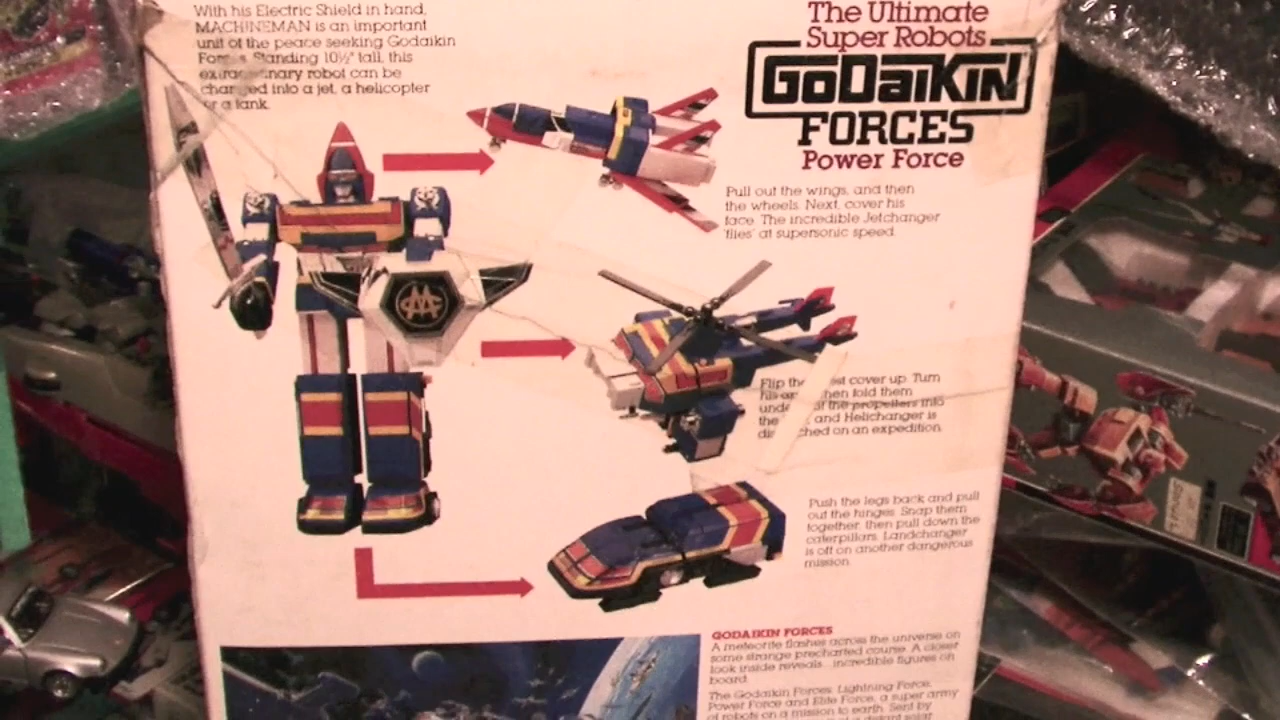 With his Electric Shield in hand,
MACHINEMAN is an important
unit of the peace seeking Godaikin
Standing 10½" tall, this
robot can be
into a jet, a helicopter
or a tank.
The Ultimate
Super Robots
GoDaiKiN
FORCES
Power Force
Pull out the wings, and then
the wheels. Next, cover his
face. The incredible Jetchanger
'flies' at supersonic speed.
Flip the cover up. Turn
his then fold them
the propellers into
the and Helichanger is
on an expedition.
Push the legs back and pull
out the hinges. Snap them
together, then pull down the
caterpillars. Landchanger
is off on another dangerous
mission.
GODAIKIN FORCES
A meteorite flashes across the universe on
some strange precharted course. A closer
look inside reveals...incredible figures on
board.
The Godaikin Forces: Lightning Force,
Power Force and Elite Force, a super army
of robots on a mission to earth. Sent by